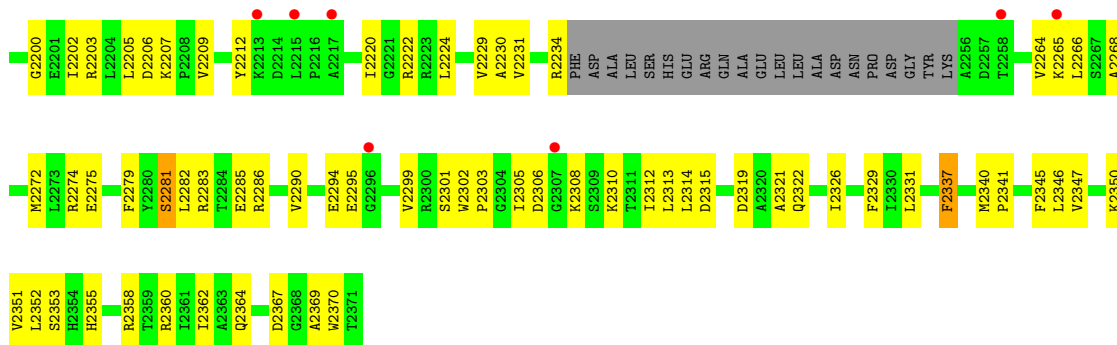 G2200 E2201 I2202 R2203 L2204 L2205 D2206 K2207 P2208 V2209 Y2212 K2213 D2214 L2215 P2216 A2217 I2220 G2221 R2222 R2223 L2224 V2229 A2230 V2231 R2234 PHE ASP ALA LEU SER HIS GLU ARG GLN ALA GLU LEU LEU ALA ASP ASN PRO ASP GLY TYR LYS A2256 D2257 T2258 V2264 K2265 L2266 S2267 A2268
M2272 L2273 R2274 E2275 F2279 Y2280 S2281 L2282 R2283 T2284 E2285 R2286 V2290 E2294 E2295 G2296 V2299 R2300 S2301 W2302 P2303 G2304 I2305 D2306 G2307 K2308 S2309 K2310 T2311 I2312 L2313 L2314 D2315 D2319 A2320 A2321 Q2322 I2326 F2329 I2330 L2331 F2337 M2340 P2341 F2345 L2346 V2347 K2350
V2351 L2352 S2353 H2354 H2355 R2358 T2359 R2360 I2361 I2362 A2363 Q2364 D2367 G2368 A2369 W2370 T2371